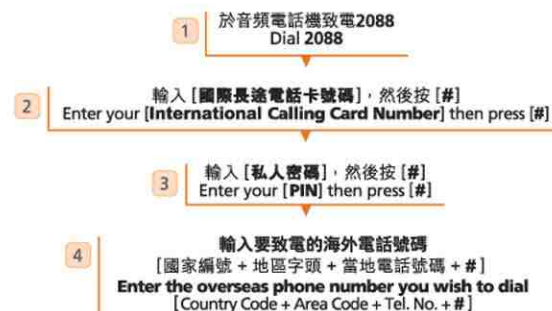 1
於音頻電話機致電2088
Dial 2088
2
輸入 [國際長途電話卡號碼]，然後按 [#]
Enter your [International Calling Card Number] then press [#]
3
輸入 [私人密碼]，然後按 [#]
Enter your [PIN] then press [#]
4
輸入要致電的海外電話號碼
[國家編號 + 地區字頭 + 當地電話號碼 + #]
Enter the overseas phone number you wish to dial
[Country Code + Area Code + Tel. No. + #]